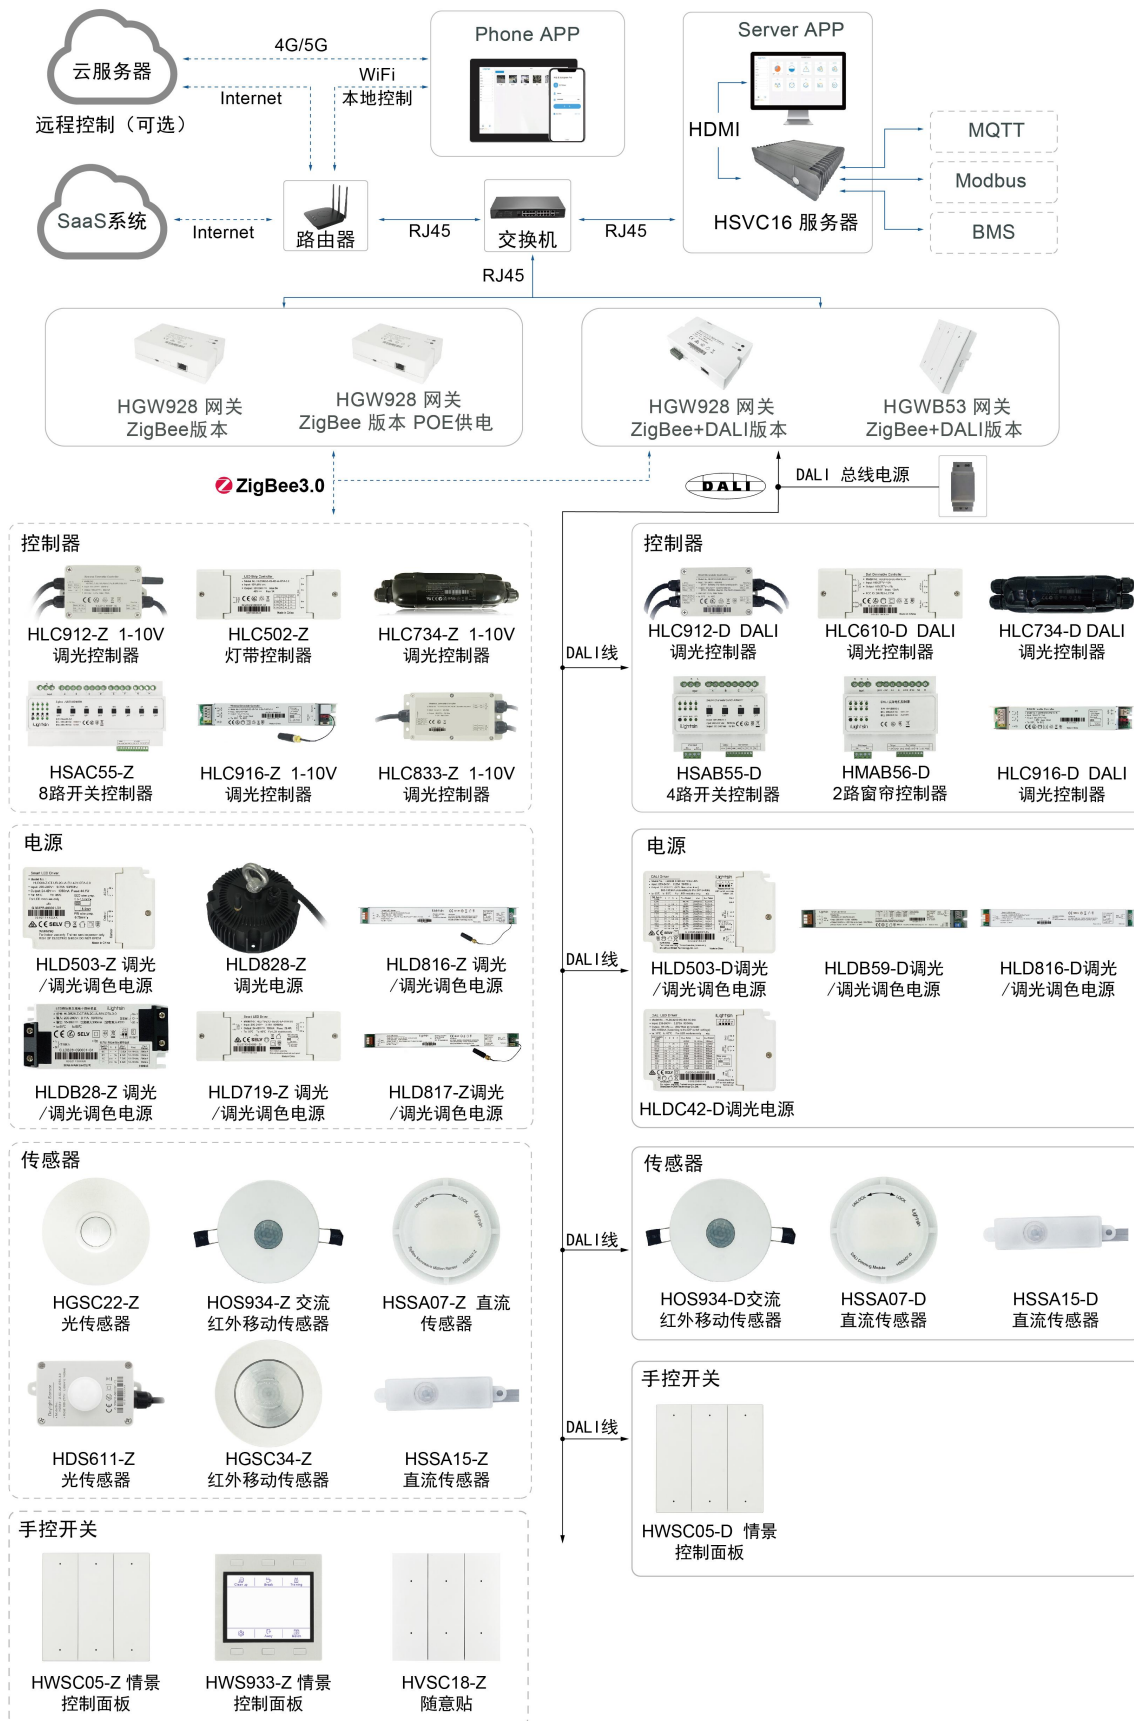 4G/5G
Phone APP
Server APP
云服务器
WiFi
Internet
本地控制
远程控制（可选）
HDMI
MQTT
Modbus
SaaS系统
Internet
路由器
RJ45
交换机
RJ45
HSVC16 服务器
BMS
RJ45
HGW928 网关
ZigBee版本
HGW928 网关
ZigBee 版本 POE供电
HGW928 网关
ZigBee+DALI版本
HGWB53 网关
ZigBee+DALI版本
ZigBee3.0
DALI
DALI 总线电源
控制器
HLC912-Z 1-10V
调光控制器
HLC502-Z
灯带控制器
HLC734-Z 1-10V
调光控制器
HSAC55-Z
8路开关控制器
HLC916-Z 1-10V
调光控制器
HLC833-Z 1-10V
调光控制器
DALI线
控制器
HLC912-D DALI
调光控制器
HLC610-D DALI
调光控制器
HLC734-D DALI
调光控制器
HSAB55-D
4路开关控制器
HMAB56-D
2路窗帘控制器
HLC916-D DALI
调光控制器
电源
HLD503-Z 调光
/调光调色电源
HLD828-Z
调光电源
HLD816-Z 调光
/调光调色电源
HLDB28-Z 调光
/调光调色电源
HLD719-Z 调光
/调光调色电源
HLD817-Z调光
/调光调色电源
DALI线
电源
HLD503-D调光
/调光调色电源
HLDB59-D调光
/调光调色电源
HLD816-D调光
/调光调色电源
HLDC42-D调光电源
传感器
HGSC22-Z
光传感器
HOS934-Z 交流
红外移动传感器
HSSA07-Z 直流
传感器
HDS611-Z
光传感器
HGSC34-Z
红外移动传感器
HSSA15-Z
直流传感器
DALI线
传感器
HOS934-D交流
红外移动传感器
HSSA07-D
直流传感器
HSSA15-D
直流传感器
DALI线
手控开关
HWSC05-D 情景
控制面板
手控开关
HWSC05-Z 情景
控制面板
HWS933-Z 情景
控制面板
HVSC18-Z
随意贴